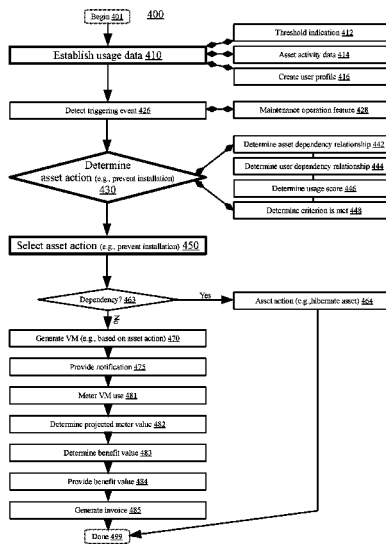 Begin 401
400
Threshold indication 412
Establish usage data 410
Asset activity data 414
Create user profile 416
Detect triggering event 426
Maintenance operation feature 428
Determine
asset action (e.g., prevent installation)
430
Determine asset dependency relationship 442
Determine user dependency relationship 444
Determine usage score 446
Determine criterion is met 448
Select asset action (e.g., prevent installation) 450
Dependency? 463
Yes
Asset action (e.g.,hibernate asset) 464
No
Generate VM (e.g., based on asset action) 470
Provide notification 475
Meter VM use 481
Determine projected meter value 482
Determine benefit value 483
Provide benefit value 484
Generate invoice 485
Done 499